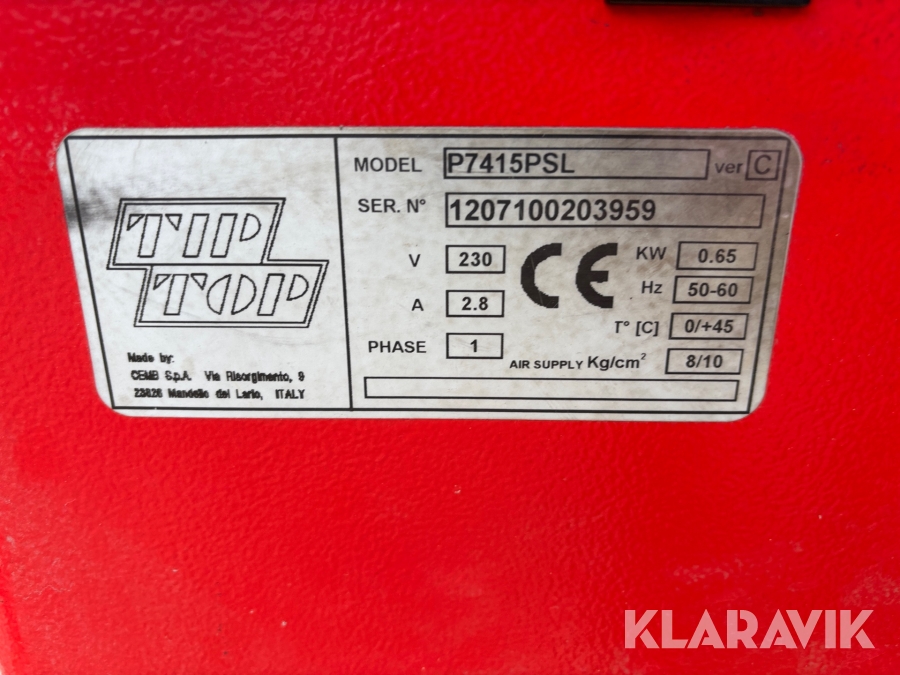 TIP
TOP
Made by:
CEMB S.p.A. Via Risorgimento, 9
23826 Mandello del Lario, ITALY
MODEL P7415PSL ver C
SER. N° 1207100203959
V 230
A 2.8
PHASE 1
CE
KW 0.65
Hz 50-60
T° [C] 0/+45
AIR SUPPLY Kg/cm² 8/10
KLARAVIK